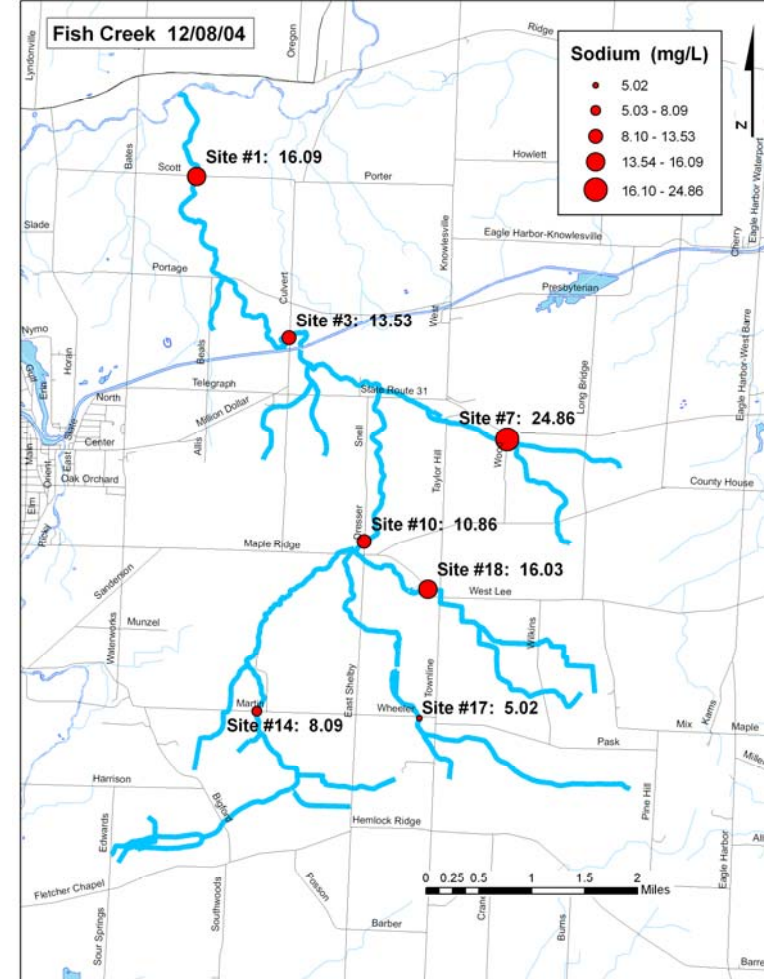 Fish Creek 12/08/04
Lyndonville
Oregon
Ridge
Sodium (mg/L)
5.02
5.03 - 8.09
8.10 - 13.53
13.54 - 16.09
16.10 - 24.86
N
Bates
Scott
Site #1: 16.09
Porter
Howlett
Eagle Harbor Waterport
Slade
Knowlesville
Eagle Harbor-Knowlesville
Cherry
Portage
Culvert
Presbyterian
West
Site #3: 13.53
Nymo
Horan
Beals
Gulf
Erin
Telegraph
State Route 31
Long Bridge
Eagle Harbor-West Barre
North
Million Dollar
Site #7: 24.86
Main
Orient
East
State
Center
Allis
Snell
Taylor Hill
Wood
Oak Orchard
County House
Elm
Ricky
Dresser
Site #10: 10.86
Maple Ridge
Sanderson
Site #18: 16.03
West Lee
Waterworks
Munzel
Wilkins
East Shelby
Townline
Martin
Wheeler
Site #17: 5.02
Site #14: 8.09
Mix
Kams
Maple
Pask
Harrison
Bigford
Pine Hill
Edwards
Hemlock Ridge
Eagle Harbor
Fletcher Chapel
Posson
0 0.25 0.5 1 1.5 2
Miles
Sour Springs
Southwoods
Barber
Burns
Barre